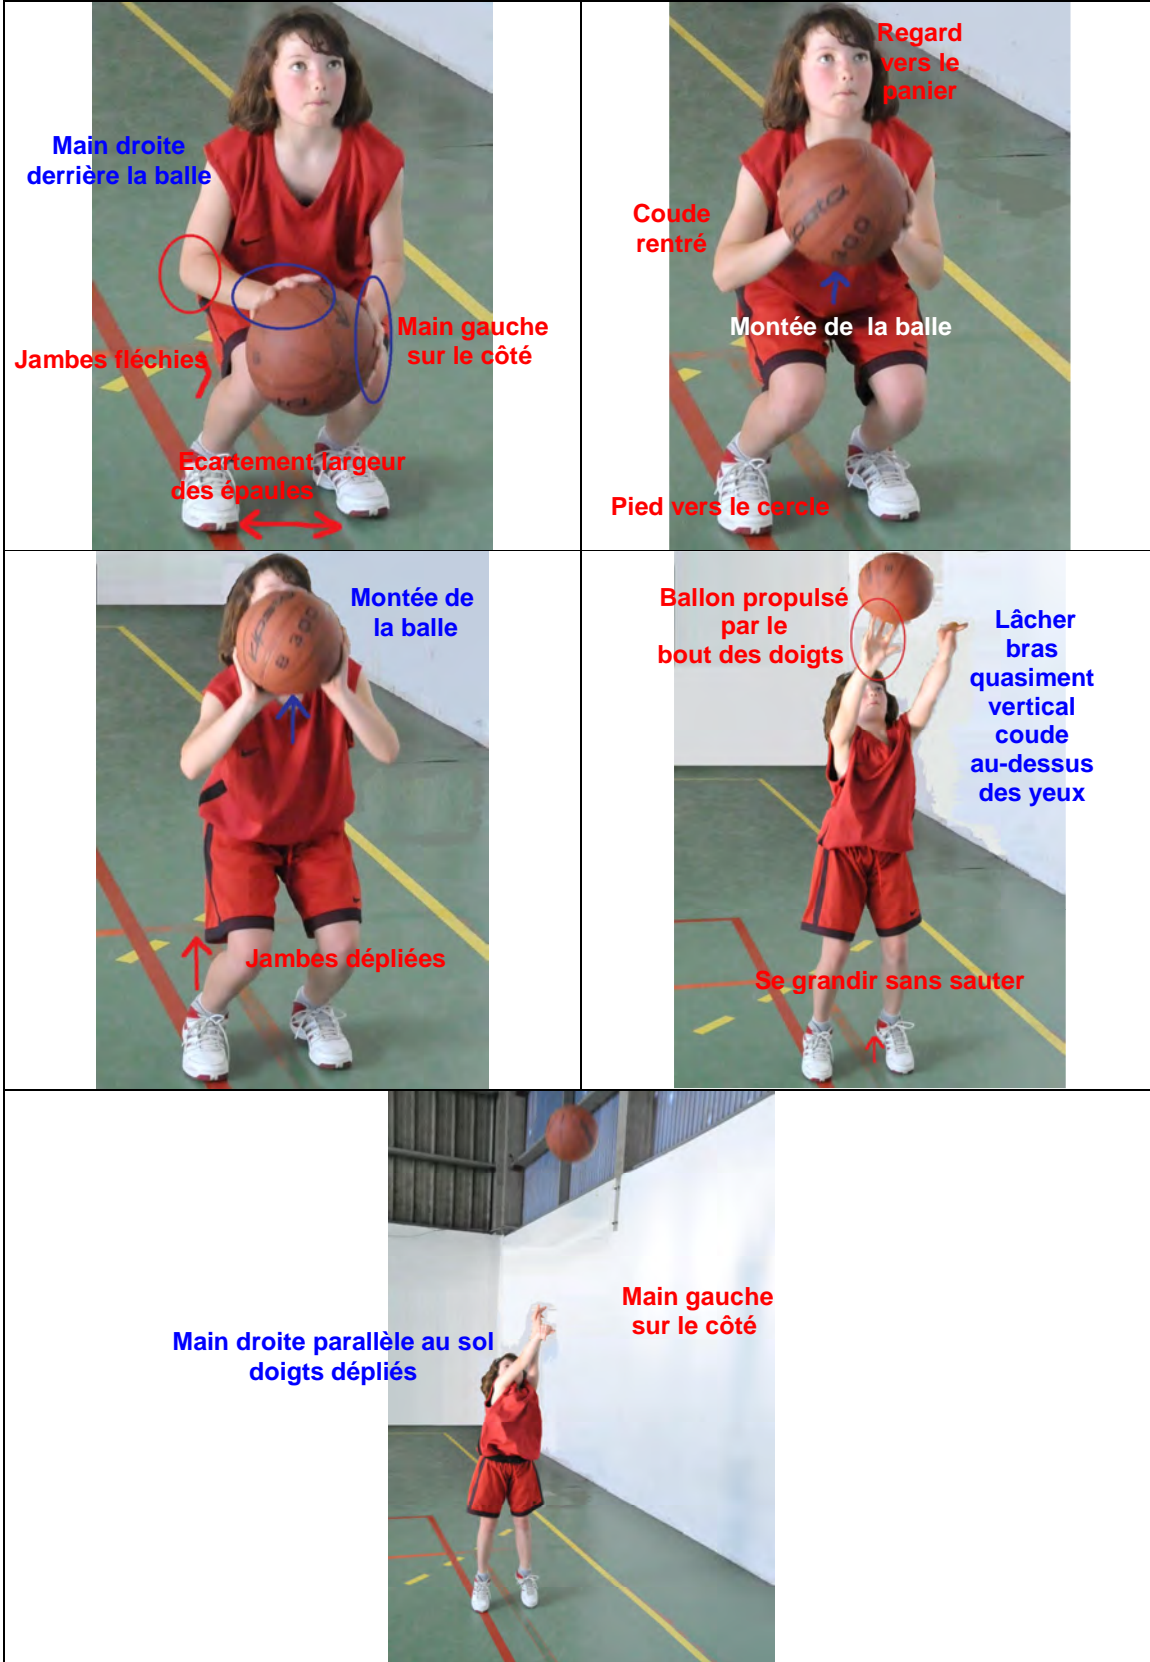 Main droite
derrière la balle
Main gauche
sur le côté
Jambes fléchies
Ecartement largeur
des épaules
Regard
vers le
panier
Coude
rentré
Montée de la balle
Pied vers le cercle
300
Montée de
la balle
300
Jambes dépliées
Ballon propulsé
par le
bout des doigts
Lâcher
bras
quasiment
vertical
coude
au-dessus
des yeux
Se grandir sans sauter
Main gauche
sur le côté
Main droite parallèle au sol
doigts dépliés